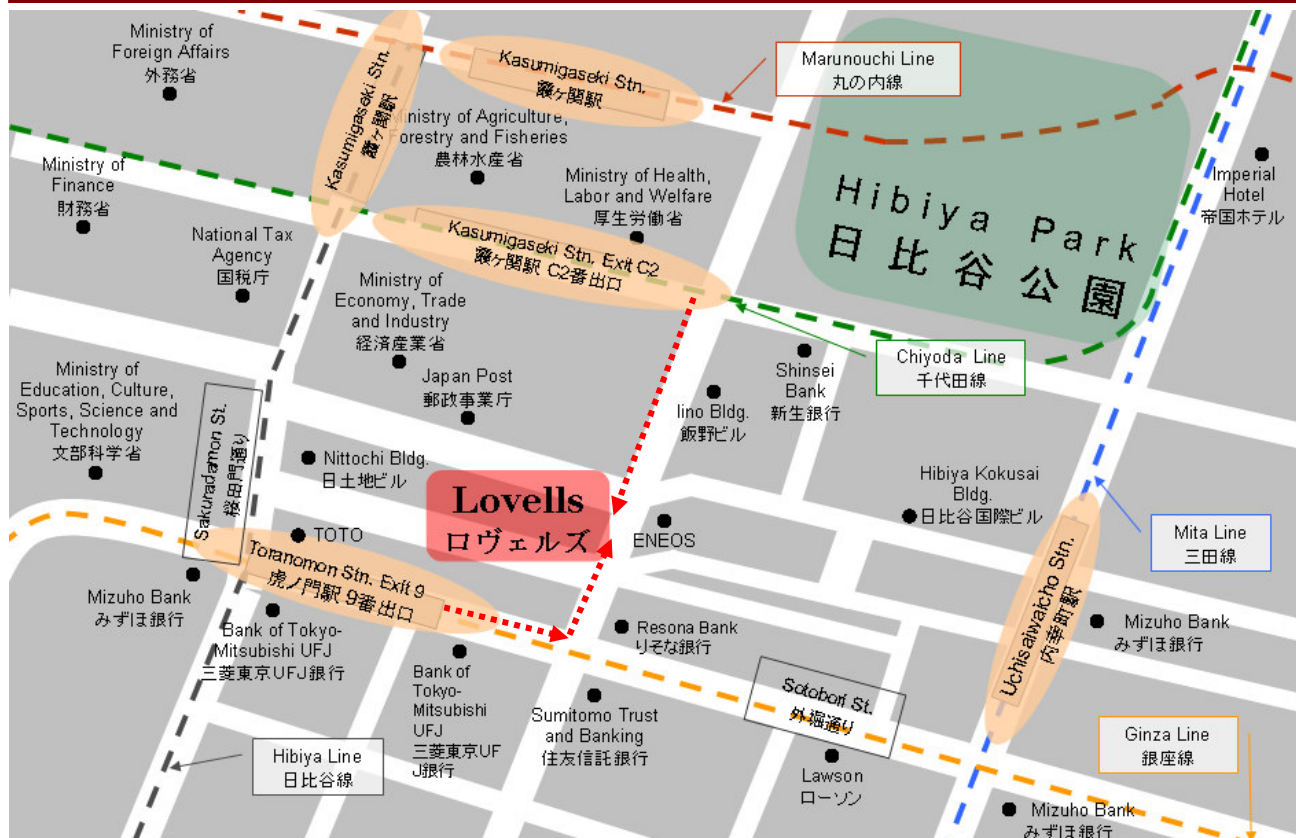 Ministry of
Foreign Affairs
外務省
Kasumigaseki Stn.
霞ヶ関駅
Kasumigaseki Stn.
霞ヶ関駅
Marunouchi Line
丸の内線
Ministry of Agriculture,
Forestry and Fisheries
農林水産省
Ministry of
Finance
財務省
Ministry of Health,
Labor and Welfare
厚生労働省
Imperial
Hotel
帝国ホテル
Hibiya Park
日比谷公園
National Tax
Agency
国税庁
Kasumigaseki Stn, Exit C2
霞ヶ関駅 C2番出口
Ministry of
Economy, Trade
and Industry
経済産業省
Chiyoda Line
千代田線
Shinsei
Bank
新生銀行
Ministry of
Education, Culture,
Sports, Science and
Technology
文部科学省
Japan Post
郵政事業庁
Iino Bldg.
飯野ビル
Sakuradamon St.
桜田門通り
Nittochi Bldg.
日土地ビル
Lovells
ロヴェルズ
Hibiya Kokusai
Bldg.
日比谷国際ビル
TOTO
ENEOS
Mita Line
三田線
Toranomon Stn. Exit 9
虎ノ門駅 9番出口
Uchisaiwaicho Stn.
内幸町駅
Mizuho Bank
みずほ銀行
Bank of Tokyo-
Mitsubishi UFJ
三菱東京UFJ銀行
Resona Bank
りそな銀行
Mizuho Bank
みずほ銀行
Bank of
Tokyo-
Mitsubishi
UFJ
三菱東京UF
J銀行
Sumitomo Trust
and Banking
住友信託銀行
Sotobori St.
外堀通り
Ginza Line
銀座線
Hibiya Line
日比谷線
Lawson
ローソン
Mizuho Bank
みずほ銀行